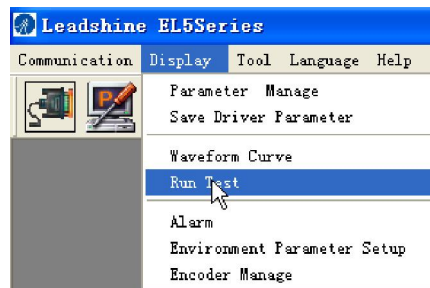 Leadshine EL5Series
Communication Display Tool Language Help
Parameter Manage
Save Driver Parameter
Waveform Curve
Run Test
Alarm
Environment Parameter Setup
Encoder Manage